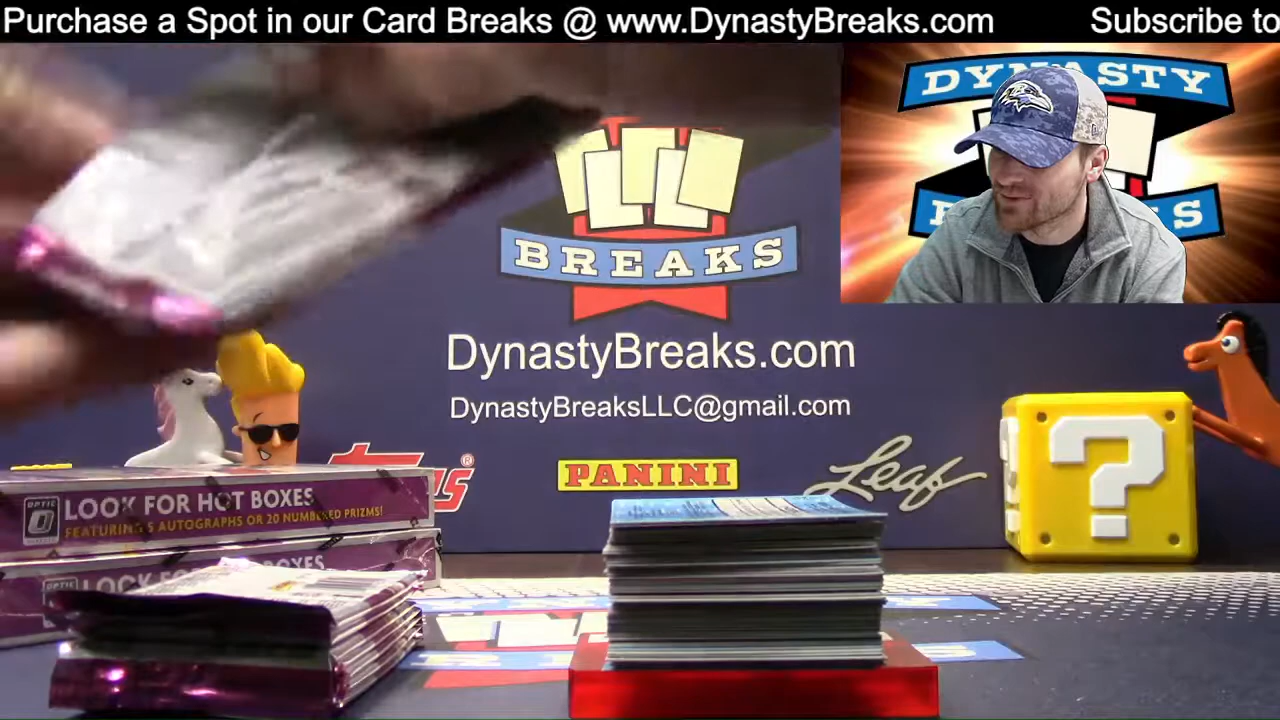 Purchase a Spot in our Card Breaks @ www.DynastyBreaks.com Subscribe to
DYNASTY
BREAKS
DynastyBreaks.com
DynastyBreaksLLC@gmail.com
PANINI
Leaf
OPTIC
LOOK FOR HOT BOXES
FEATURING 5 AUTOGRAPHS OR 20 NUMBERED PRIZMS!
?